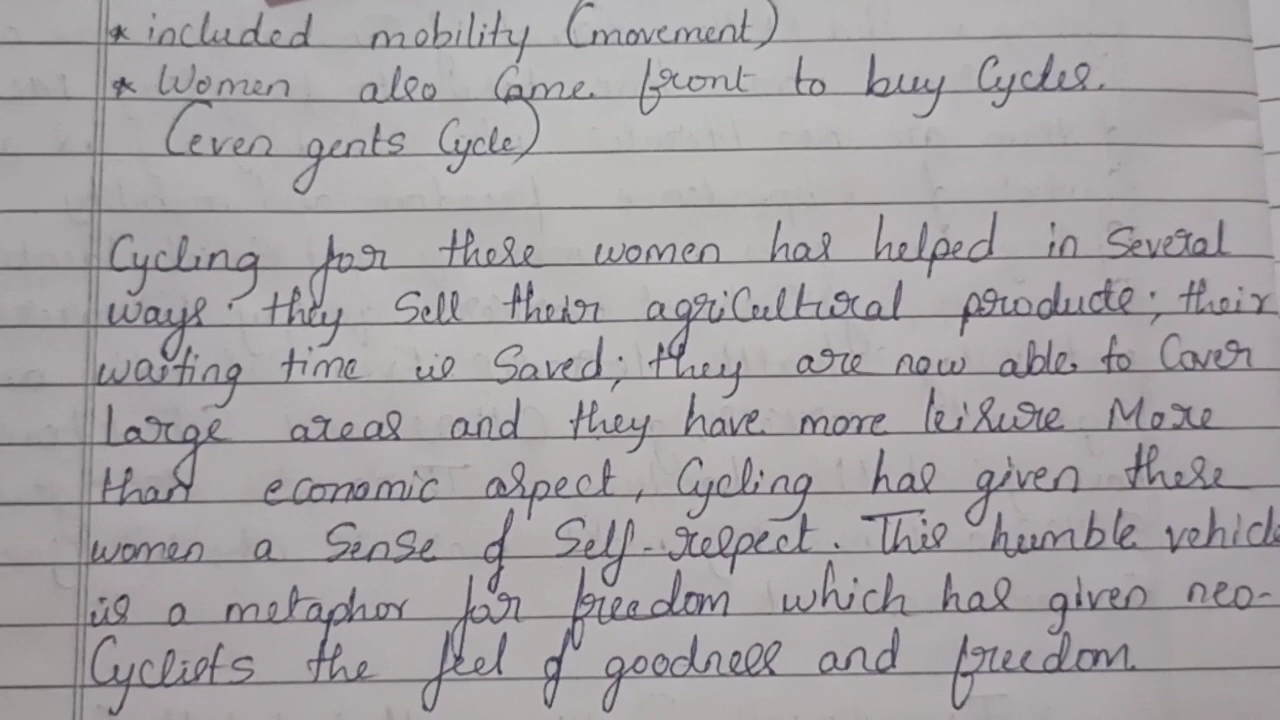 * included mobility (movement)
* Women also Came front to buy Cycles.
(even gents Cycle)
Cycling for these women has helped in Several
ways: they Sell their agricultural products; their
waiting time is Saved; they are now able to Cover
Large areas and they have more leisure More
than economic aspect, Cycling has given these
women a Sense of Self-respect. This humble vehicl
is a metaphor for freedom which has given neo-
Cyclists the feel of goodness and freedom.